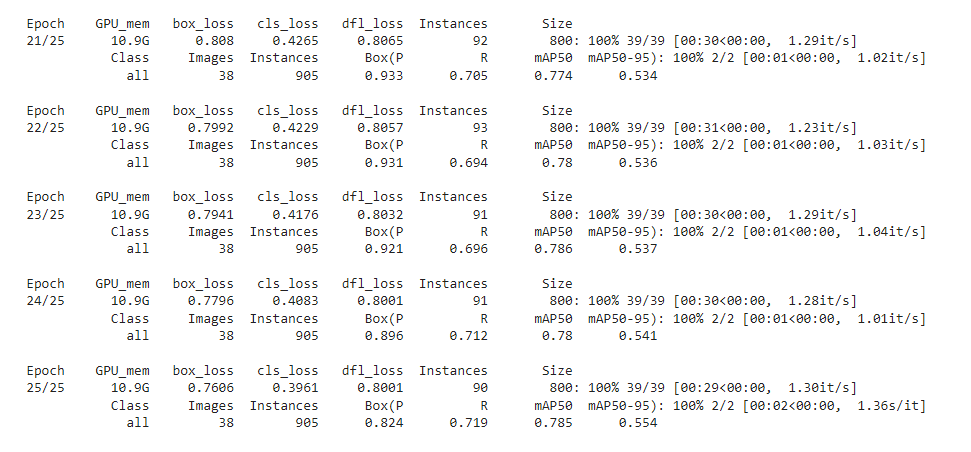 Epoch GPU_mem box_loss cls_loss dfl_loss Instances Size
21/25 10.9G 0.808 0.4265 0.8065 92 800: 100% 39/39 [00:30<00:00, 1.29it/s]
Class Images Instances Box(P R mAP50 mAP50-95): 100% 2/2 [00:01<00:00, 1.02it/s]
all 38 905 0.933 0.705 0.774 0.534
Epoch GPU_mem box_loss cls_loss dfl_loss Instances Size
22/25 10.9G 0.7992 0.4229 0.8057 93 800: 100% 39/39 [00:31<00:00, 1.23it/s]
Class Images Instances Box(P R mAP50 mAP50-95): 100% 2/2 [00:01<00:00, 1.03it/s]
all 38 905 0.931 0.694 0.78 0.536
Epoch GPU_mem box_loss cls_loss dfl_loss Instances Size
23/25 10.9G 0.7941 0.4176 0.8032 91 800: 100% 39/39 [00:30<00:00, 1.29it/s]
Class Images Instances Box(P R mAP50 mAP50-95): 100% 2/2 [00:01<00:00, 1.04it/s]
all 38 905 0.921 0.696 0.786 0.537
Epoch GPU_mem box_loss cls_loss dfl_loss Instances Size
24/25 10.9G 0.7796 0.4083 0.8001 91 800: 100% 39/39 [00:30<00:00, 1.28it/s]
Class Images Instances Box(P R mAP50 mAP50-95): 100% 2/2 [00:01<00:00, 1.01it/s]
all 38 905 0.896 0.712 0.78 0.541
Epoch GPU_mem box_loss cls_loss dfl_loss Instances Size
25/25 10.9G 0.7606 0.3961 0.8001 90 800: 100% 39/39 [00:29<00:00, 1.30it/s]
Class Images Instances Box(P R mAP50 mAP50-95): 100% 2/2 [00:02<00:00, 1.36s/it]
all 38 905 0.824 0.719 0.785 0.554